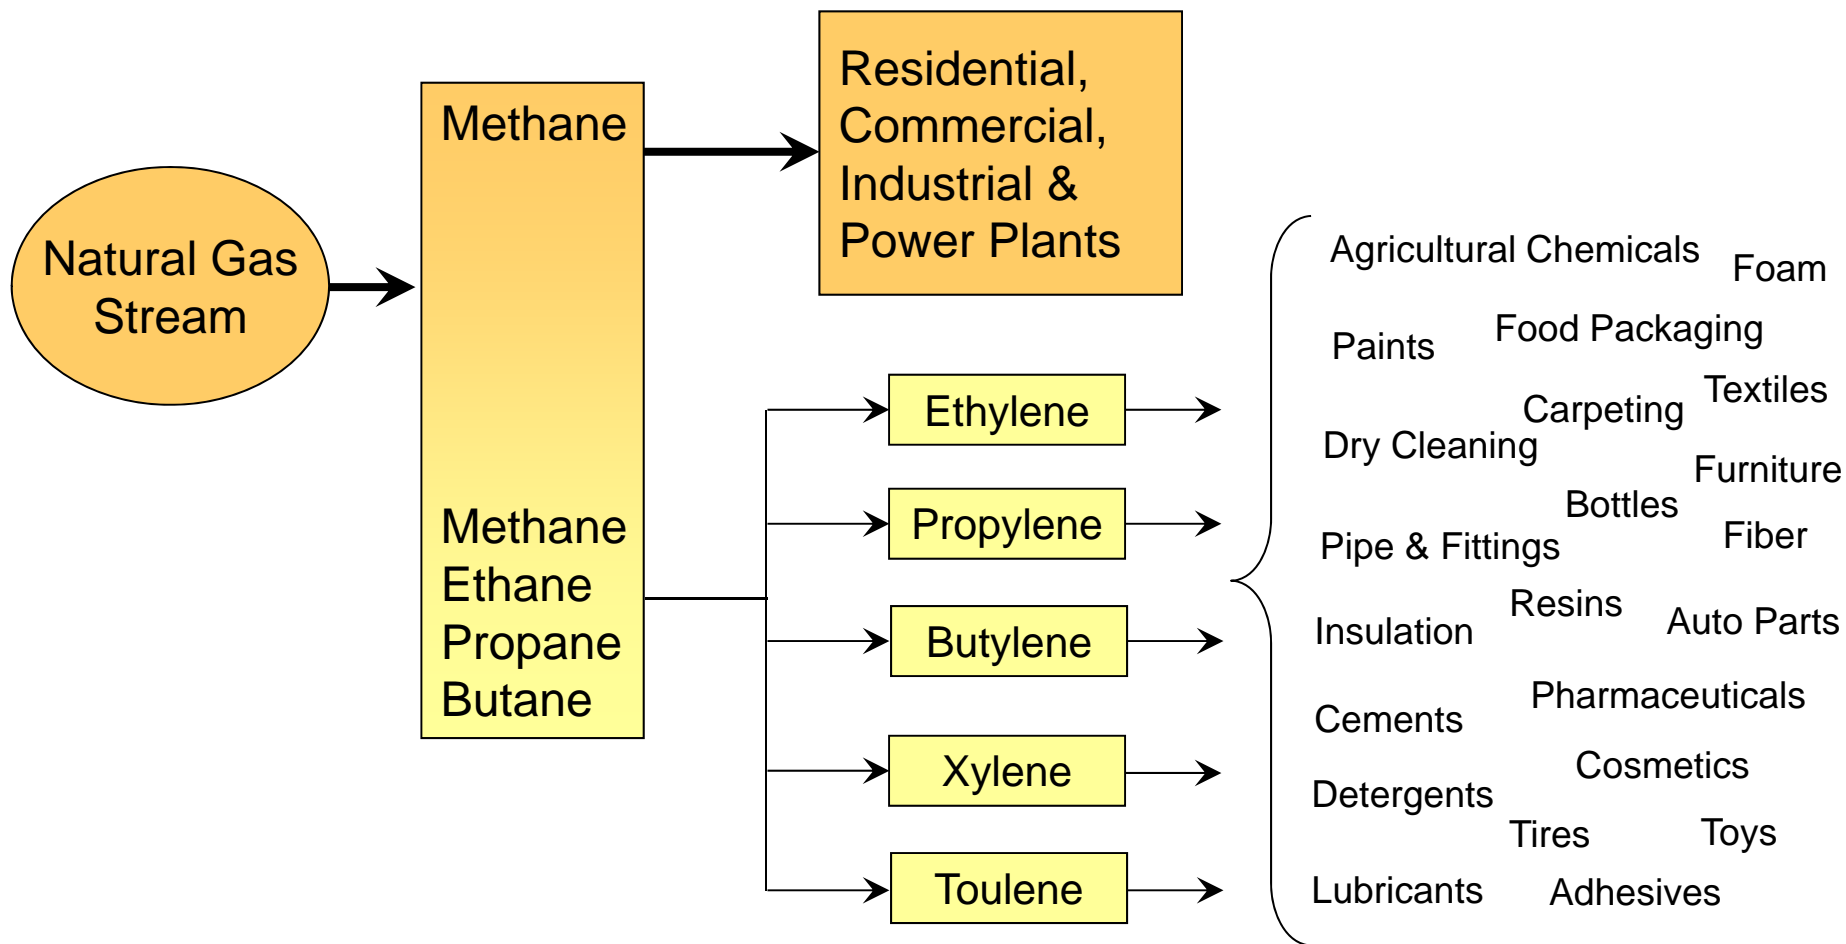 Natural Gas
Stream
Methane
Methane
Ethane
Propane
Butane
Residential,
Commercial,
Industrial &
Power Plants
Ethylene
Propylene
Butylene
Xylene
Toulene
Agricultural Chemicals
Foam
Food Packaging
Paints
Textiles
Carpeting
Dry Cleaning
Furniture
Bottles
Fiber
Pipe & Fittings
Resins
Auto Parts
Insulation
Pharmaceuticals
Cements
Cosmetics
Detergents
Tires
Toys
Lubricants
Adhesives